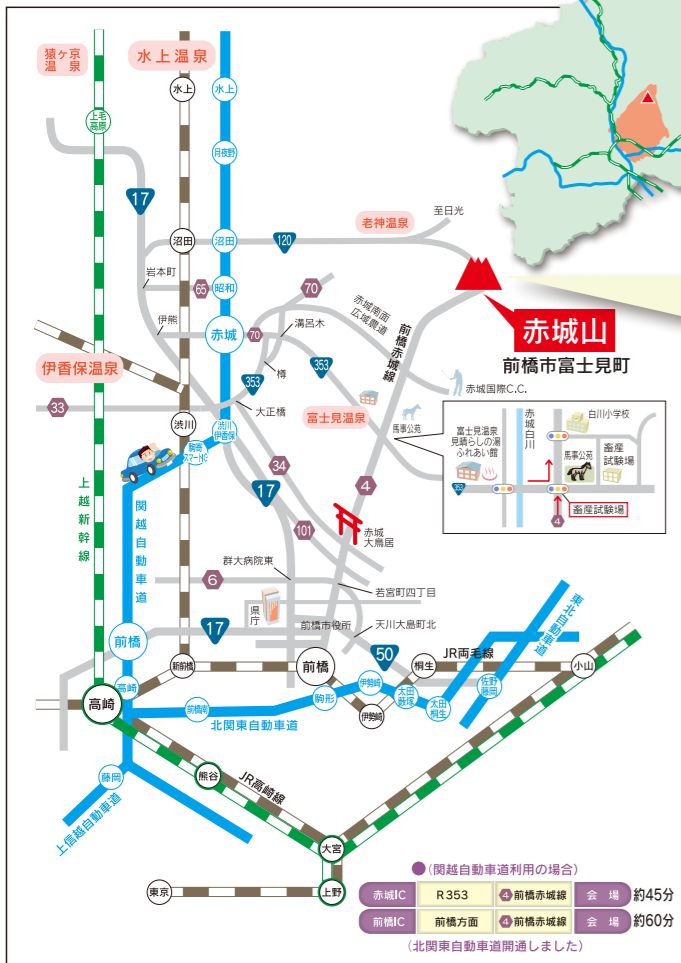 猿ヶ京
温泉
水上温泉
水上
水上
上毛
高原
月夜野
17
至日光
老神温泉
沼田
沼田
120
岩本町
65
昭和
70
赤城南面
広域農道
前橋赤城線
伊熊
赤城
70
溝呂木
赤城山
前橋市富士見町
伊香保温泉
353
樽
353
赤城国際C.C.
33
大正橋
富士見温泉
馬事公苑
渋川
渋川
伊香保
駒寄
スマートIC
34
17
4
101
赤城
大鳥居
富士見温泉
見晴らしの湯
ふれあい館
赤城白川
白川小学校
馬事公苑
畜産
試験場
353
4
畜産試験場
上越新幹線
関越自動車道
群大病院東
6
若宮町四丁目
県庁
前橋市役所
天川大島町北
17
50
東北自動車道
前橋
新前橋
前橋
桐生
JR両毛線
小山
高崎
伊勢崎
佐野
藤岡
高崎
前橋南
駒形
伊勢崎
太田
藪塚
太田
桐生
北関東自動車道
藤岡
熊谷
JR高崎線
上信越自動車道
大宮
東京
上野
●(関越自動車道利用の場合)
赤城IC R353 4前橋赤城線 会場 約45分
前橋IC 前橋方面 4前橋赤城線 会場 約60分
(北関東自動車道開通しました)